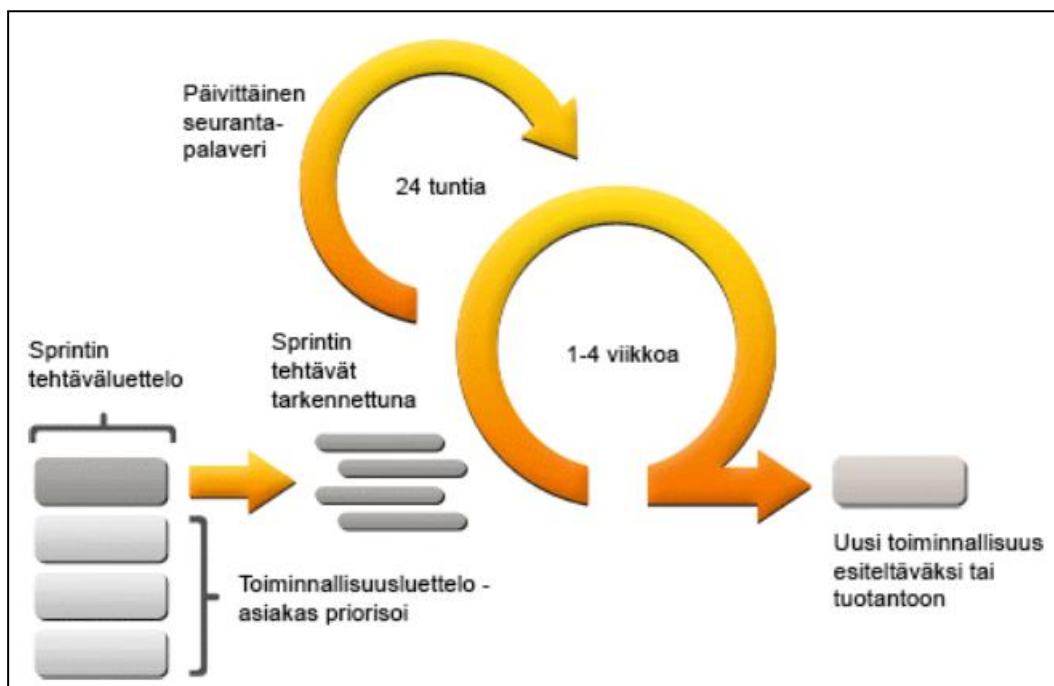 Päivittäinen
seuranta-
palaveri
24 tuntia
1-4 viikkoa
Sprintin
tehtäväluettelo
Sprintin
tehtävät
tarkennettuna
Toiminnallisuusluettelo -
asiakas priorisoi
Uusi toiminnallisuus
esiteltäväksi tai
tuotantoon